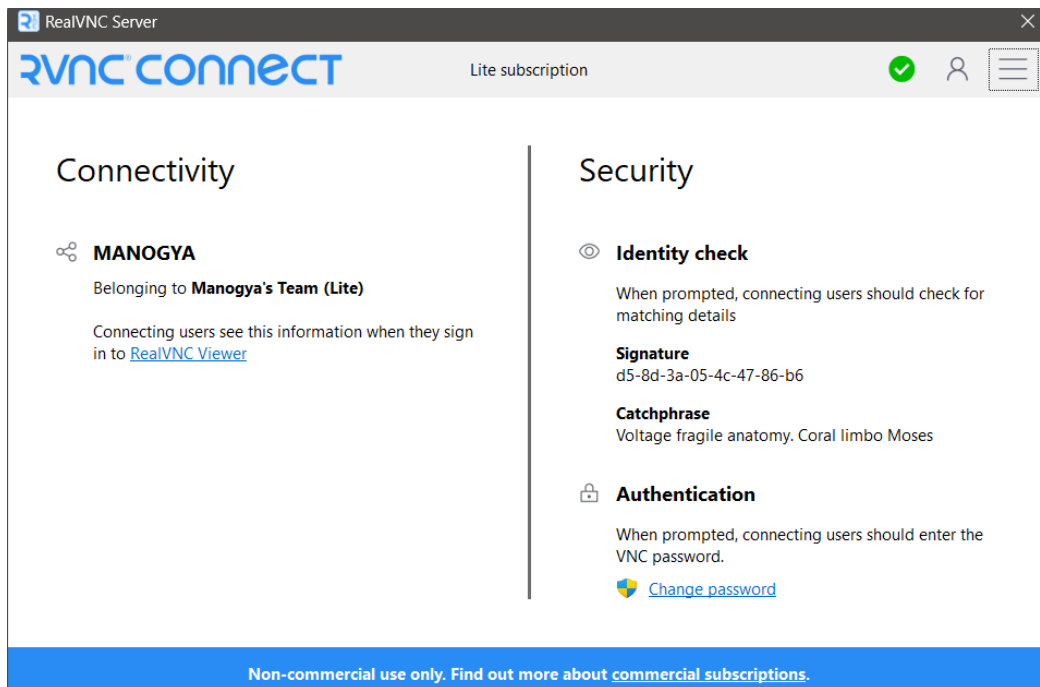 RealVNC Server
RVNC CONNECT
Lite subscription
Connectivity
MANOGYA
Belonging to Manogya's Team (Lite)
Connecting users see this information when they sign
in to RealVNC Viewer
Security
Identity check
When prompted, connecting users should check for
matching details
Signature
d5-8d-3a-05-4c-47-86-b6
Catchphrase
Voltage fragile anatomy. Coral limbo Moses
Authentication
When prompted, connecting users should enter the
VNC password.
Change password
Non-commercial use only. Find out more about commercial subscriptions.